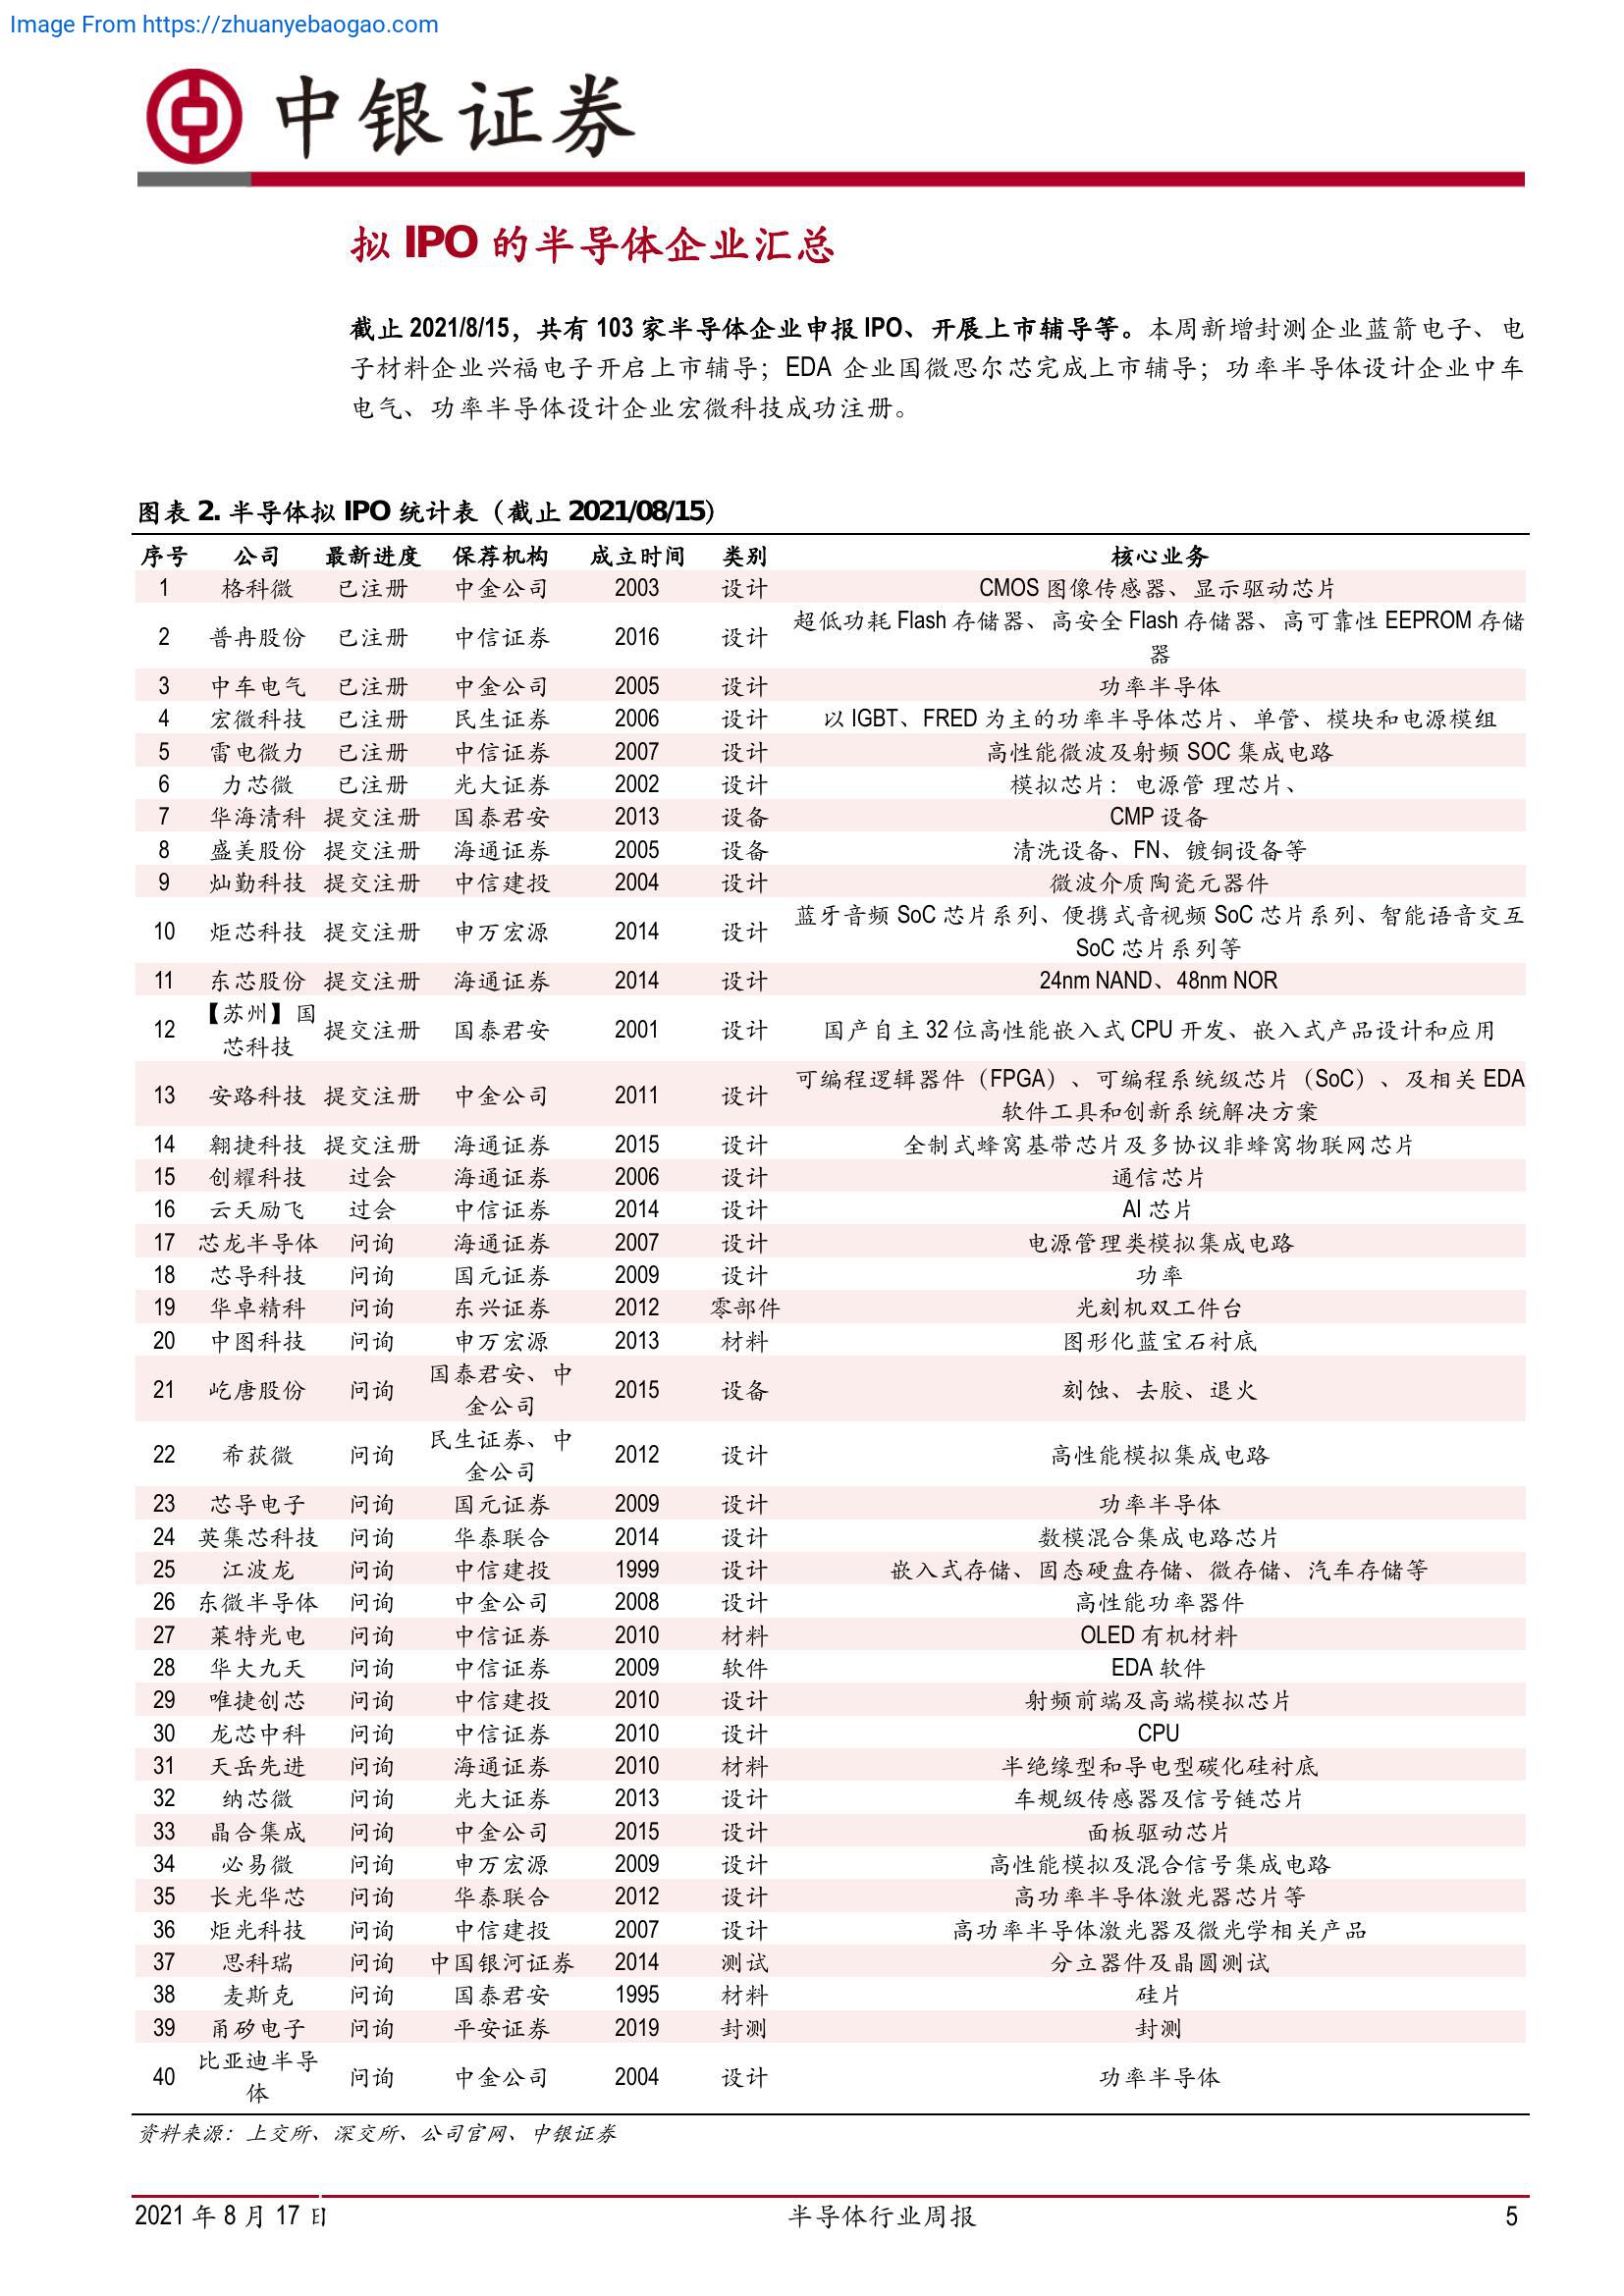 Image From https://zhuanyebaogao.com
中银证券
拟 IPO 的半导体企业汇总
截止 2021/8/15，共有 103 家半导体企业申报 IPO、开展上市辅导等。本周新增封测企业蓝箭电子、电
子材料企业兴福电子开启上市辅导；EDA 企业国微思尔芯完成上市辅导；功率半导体设计企业中车
电气、功率半导体设计企业宏微科技成功注册。
图表 2. 半导体拟 IPO 统计表（截止 2021/08/15）
序号 公司 最新进度 保荐机构 成立时间 类别 核心业务
1 格科微 已注册 中金公司 2003 设计 CMOS 图像传感器、显示驱动芯片
2 普冉股份 已注册 中信证券 2016 设计 超低功耗 Flash 存储器、高安全 Flash 存储器、高可靠性 EEPROM 存储
器
3 中车电气 已注册 中金公司 2005 设计 功率半导体
4 宏微科技 已注册 民生证券 2006 设计 以 IGBT、FRED 为主的功率半导体芯片、单管、模块和电源模组
5 雷电微力 已注册 中信证券 2007 设计 高性能微波及射频 SOC 集成电路
6 力芯微 已注册 光大证券 2002 设计 模拟芯片：电源管 理芯片、
7 华海清科 提交注册 国泰君安 2013 设备 CMP 设备
8 盛美股份 提交注册 海通证券 2005 设备 清洗设备、FN、镀铜设备等
9 灿勤科技 提交注册 中信建投 2004 设计 微波介质陶瓷元器件
10 炬芯科技 提交注册 申万宏源 2014 设计 蓝牙音频 SoC 芯片系列、便携式音视频 SoC 芯片系列、智能语音交互
SoC 芯片系列等
11 东芯股份 提交注册 海通证券 2014 设计 24nm NAND、48nm NOR
12 【苏州】国 提交注册 国泰君安 2001 设计 国产自主 32 位高性能嵌入式 CPU 开发、嵌入式产品设计和应用
芯科技
13 安路科技 提交注册 中金公司 2011 设计 可编程逻辑器件（FPGA）、可编程系统级芯片（SoC）、及相关 EDA
软件工具和创新系统解决方案
14 翱捷科技 提交注册 海通证券 2015 设计 全制式蜂窝基带芯片及多协议非蜂窝物联网芯片
15 创耀科技 过会 海通证券 2006 设计 通信芯片
16 云天励飞 过会 中信证券 2014 设计 AI 芯片
17 芯龙半导体 问询 海通证券 2007 设计 电源管理类模拟集成电路
18 芯导科技 问询 国元证券 2009 设计 功率
19 华卓精科 问询 东兴证券 2012 零部件 光刻机双工件台
20 中图科技 问询 申万宏源 2013 材料 图形化蓝宝石衬底
21 屹唐股份 问询 国泰君安、中 2015 设备 刻蚀、去胶、退火
金公司
22 希荻微 问询 民生证券、中 2012 设计 高性能模拟集成电路
金公司
23 芯导电子 问询 国元证券 2009 设计 功率半导体
24 英集芯科技 问询 华泰联合 2014 设计 数模混合集成电路芯片
25 江波龙 问询 中信建投 1999 设计 嵌入式存储、固态硬盘存储、微存储、汽车存储等
26 东微半导体 问询 中金公司 2008 设计 高性能功率器件
27 莱特光电 问询 中信证券 2010 材料 OLED 有机材料
28 华大九天 问询 中信证券 2009 软件 EDA 软件
29 唯捷创芯 问询 中信建投 2010 设计 射频前端及高端模拟芯片
30 龙芯中科 问询 中信证券 2010 设计 CPU
31 天岳先进 问询 海通证券 2010 材料 半绝缘型和导电型碳化硅衬底
32 纳芯微 问询 光大证券 2013 设计 车规级传感器及信号链芯片
33 晶合集成 问询 中金公司 2015 设计 面板驱动芯片
34 必易微 问询 申万宏源 2009 设计 高性能模拟及混合信号集成电路
35 长光华芯 问询 华泰联合 2012 设计 高功率半导体激光器芯片等
36 炬光科技 问询 中信建投 2007 设计 高功率半导体激光器及微光学相关产品
37 思科瑞 问询 中国银河证券 2014 测试 分立器件及晶圆测试
38 麦斯克 问询 国泰君安 1995 材料 硅片
39 甬矽电子 问询 平安证券 2019 封测 封测
40 比亚迪半导 问询 中金公司 2004 设计 功率半导体
体
资料来源：上交所、深交所、公司官网、中银证券
2021 年 8 月 17 日 半导体行业周报 5